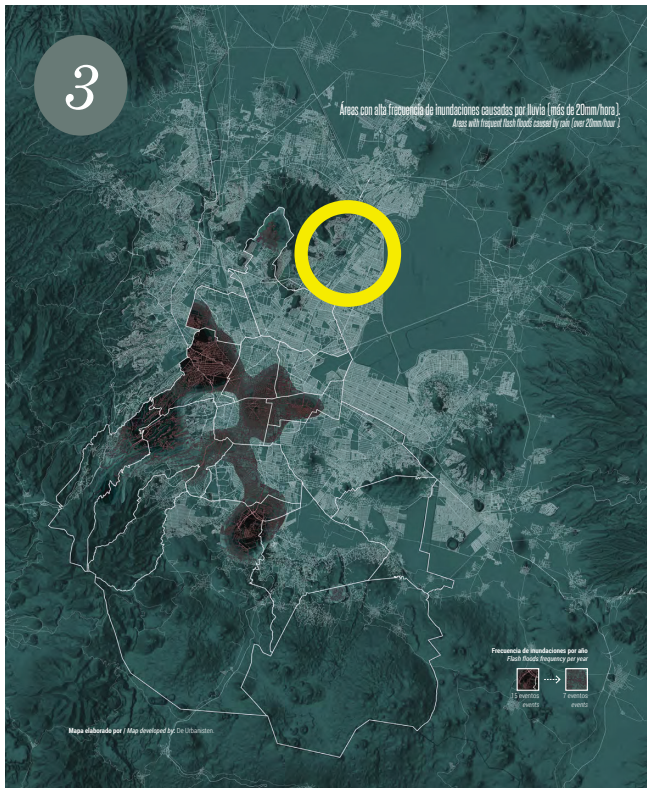 3
Áreas con alta frecuencia de inundaciones causadas por lluvia (más de 20mm/hora).
Areas with frequent flash floods caused by rain (over 20mm/hour )
Frecuencia de inundaciones por año
Flash floods frequency per year
15 eventos
events
7 eventos
events
Mapa elaborado por / Map developed by: De Urbanisten.